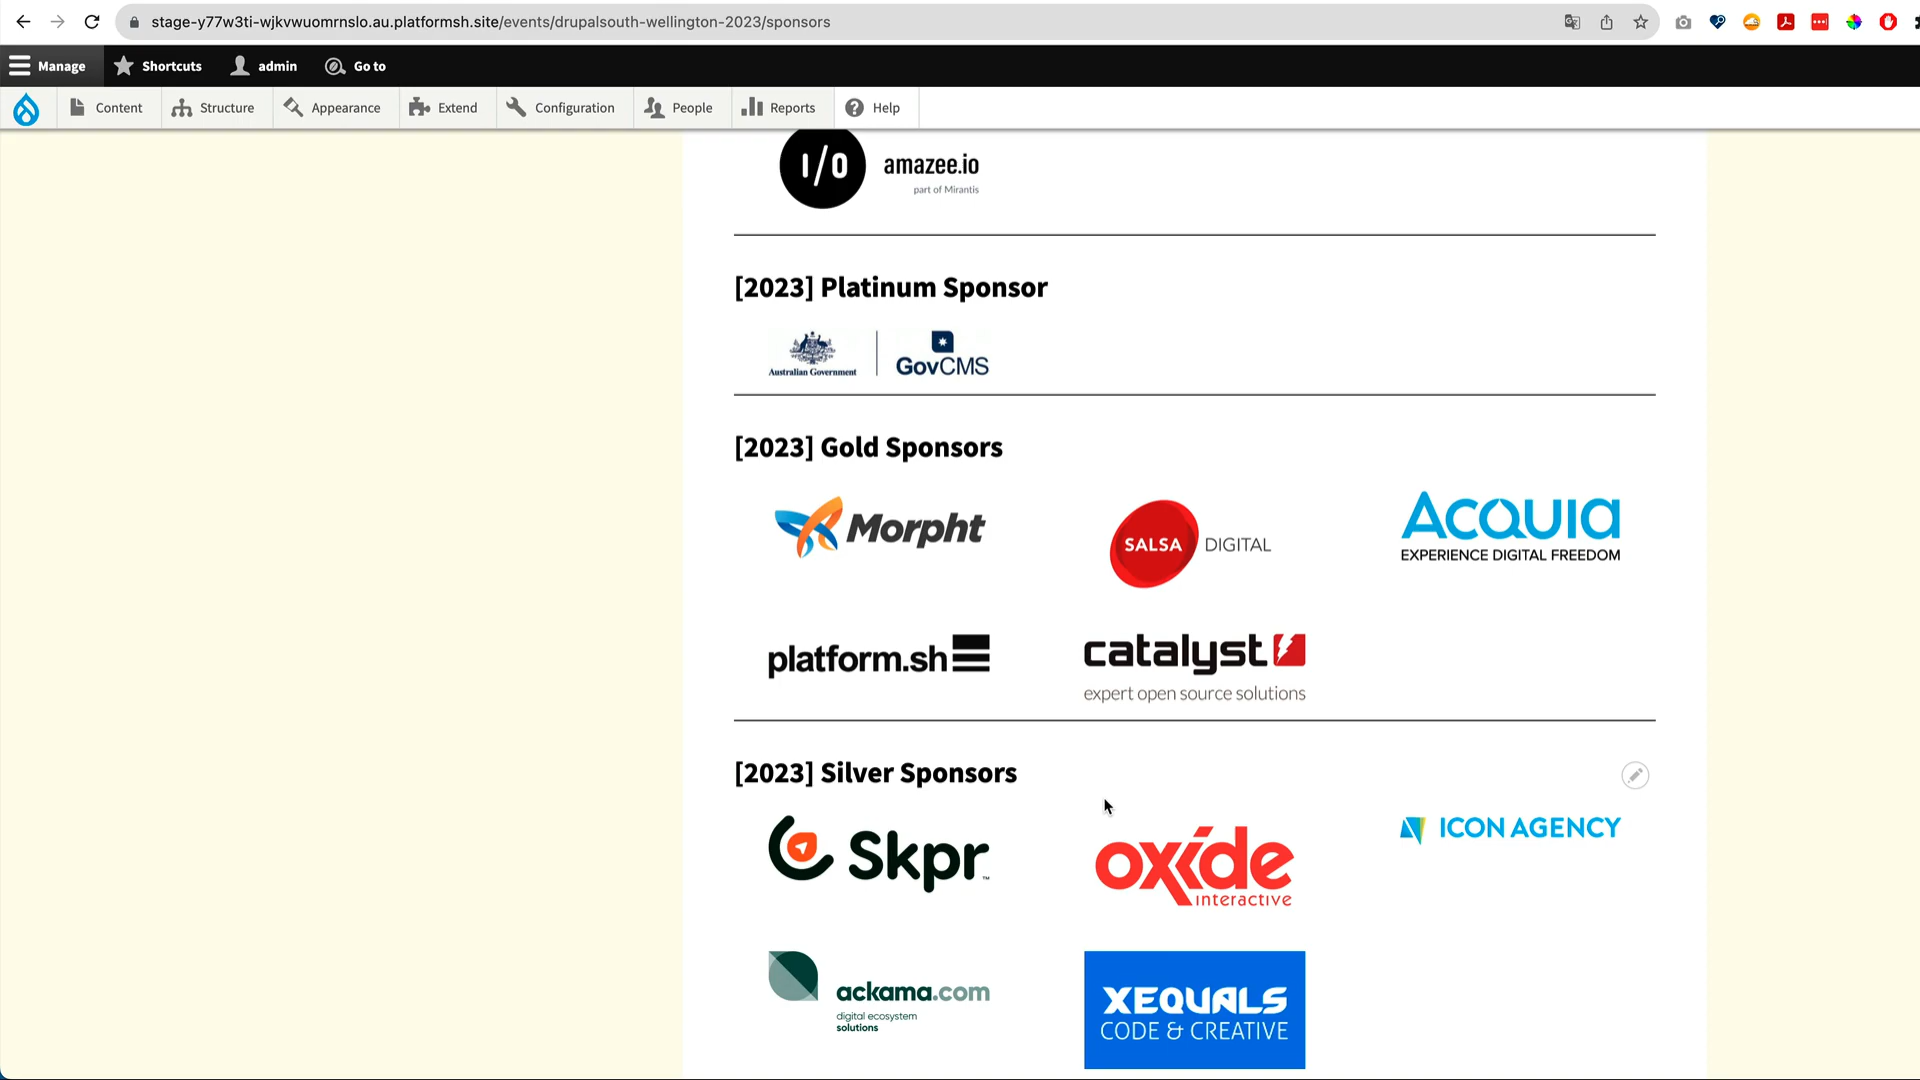 stage-y77w3ti-wjkvwuomrnslo.au.platformsh.site/events/drupalsouth-wellington-2023/sponsors
Manage Shortcuts admin Go to
Content Structure Appearance Extend Configuration People Reports Help
I/O amazee.io
part of Mirantis
[2023] Platinum Sponsor
Australian Government GovCMS
[2023] Gold Sponsors
Morpht SALSA DIGITAL ACQUIA
EXPERIENCE DIGITAL FREEDOM
platform.sh catalyst
expert open source solutions
[2023] Silver Sponsors
Skpr™ oxide
interactive
ICON AGENCY
ackama.com
digital ecosystem
solutions
XEQUALS
CODE & CREATIVE